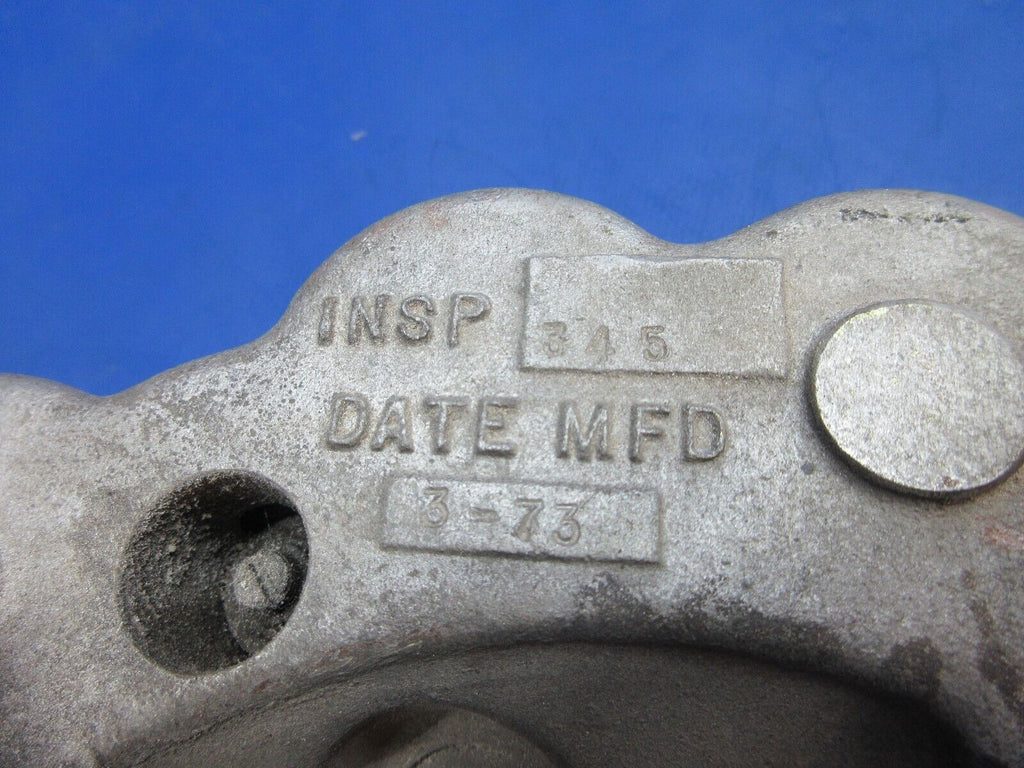 INSP 345
DATE MFD
3-73